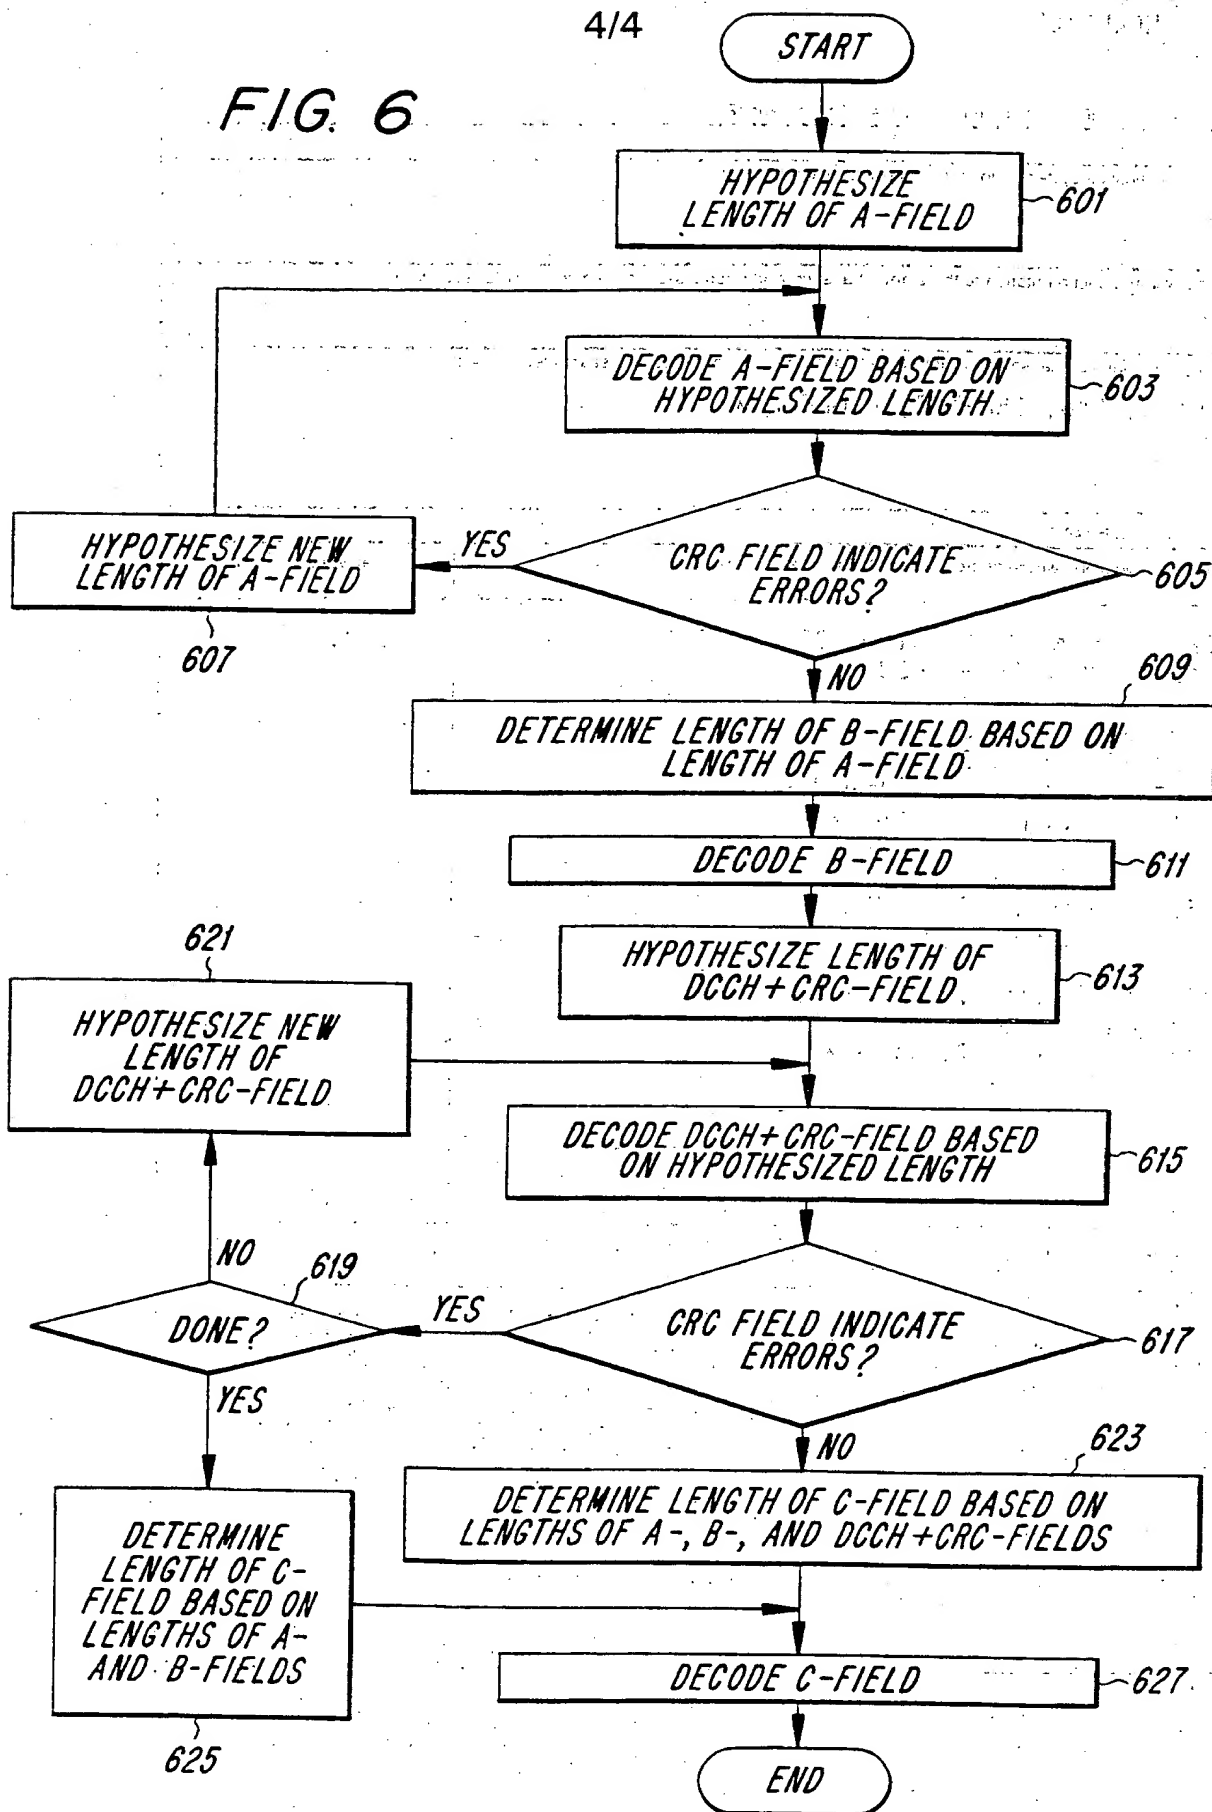 4/4
START
FIG. 6
HYPOTHESIZE
LENGTH OF A-FIELD
601
DECODE A-FIELD BASED ON
HYPOTHESIZED LENGTH
603
HYPOTHESIZE NEW
LENGTH OF A-FIELD
607
YES
CRC FIELD INDICATE
ERRORS?
605
NO
609
DETERMINE LENGTH OF B-FIELD BASED ON
LENGTH OF A-FIELD
DECODE B-FIELD
611
HYPOTHESIZE LENGTH OF
DCCH+CRC-FIELD
613
621
HYPOTHESIZE NEW
LENGTH OF
DCCH+CRC-FIELD
DECODE DCCH+CRC-FIELD BASED
ON HYPOTHESIZED LENGTH
615
NO
619
DONE?
YES
CRC FIELD INDICATE
ERRORS?
617
YES
NO
623
DETERMINE LENGTH OF C-FIELD BASED ON
LENGTHS OF A-, B-, AND DCCH+CRC-FIELDS
DETERMINE
LENGTH OF C-
FIELD BASED ON
LENGTHS OF A-
AND B-FIELDS
625
DECODE C-FIELD
627
END